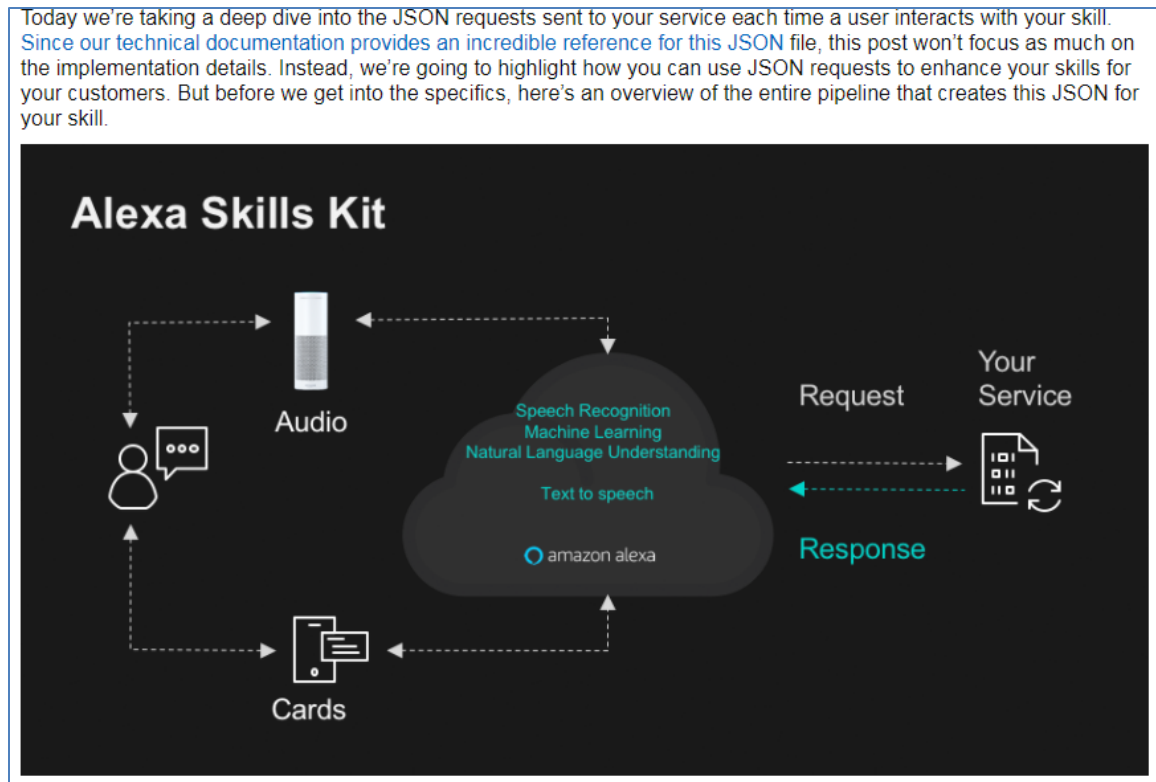 Today we're taking a deep dive into the JSON requests sent to your service each time a user interacts with your skill.
Since our technical documentation provides an incredible reference for this JSON file, this post won't focus as much on
the implementation details. Instead, we're going to highlight how you can use JSON requests to enhance your skills for
your customers. But before we get into the specifics, here's an overview of the entire pipeline that creates this JSON for
your skill.
Alexa Skills Kit
Audio
Speech Recognition
Machine Learning
Natural Language Understanding
Text to speech
amazon alexa
Request
Your
Service
Response
Cards